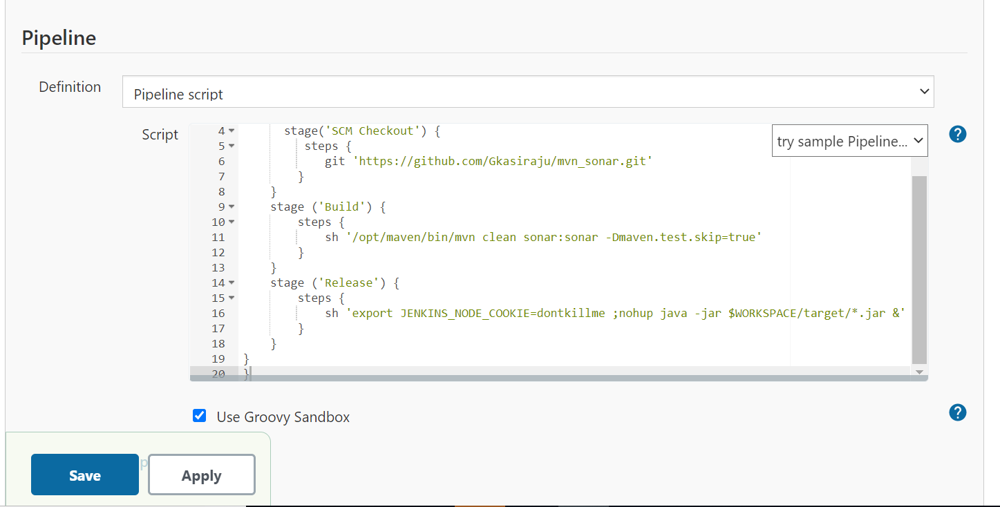 Pipeline
Definition
Pipeline script
Script
try sample Pipeline...
?
4 stage('SCM Checkout') {
5 steps {
6 git 'https://github.com/Gkasiraju/mvn_sonar.git'
7 }
8 }
9 stage ('Build') {
10 steps {
11 sh '/opt/maven/bin/mvn clean sonar:sonar -Dmaven.test.skip=true'
12 }
13 }
14 stage ('Release') {
15 steps {
16 sh 'export JENKINS_NODE_COOKIE=dontkillme ;nohup java -jar $WORKSPACE/target/*.jar &'
17 }
18 }
19 }
20 }
Use Groovy Sandbox
?
p
Save
Apply